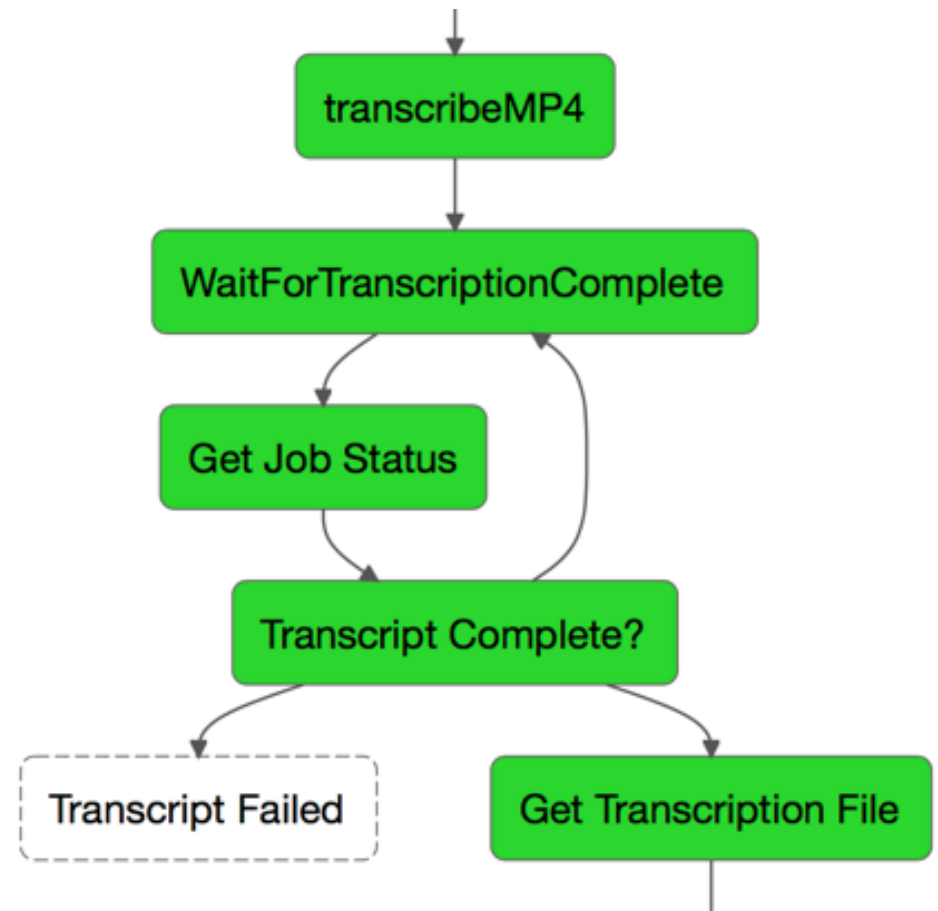 transcribeMP4
WaitForTranscriptionComplete
Get Job Status
Transcript Complete?
Transcript Failed
Get Transcription File